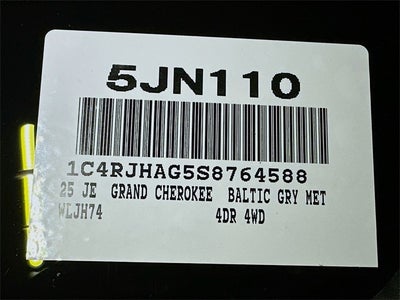 5JN110
1C4RJHAG5S8764588
25 JE GRAND CHEROKEE BALTIC GRY MET
WLJH74 4DR 4WD